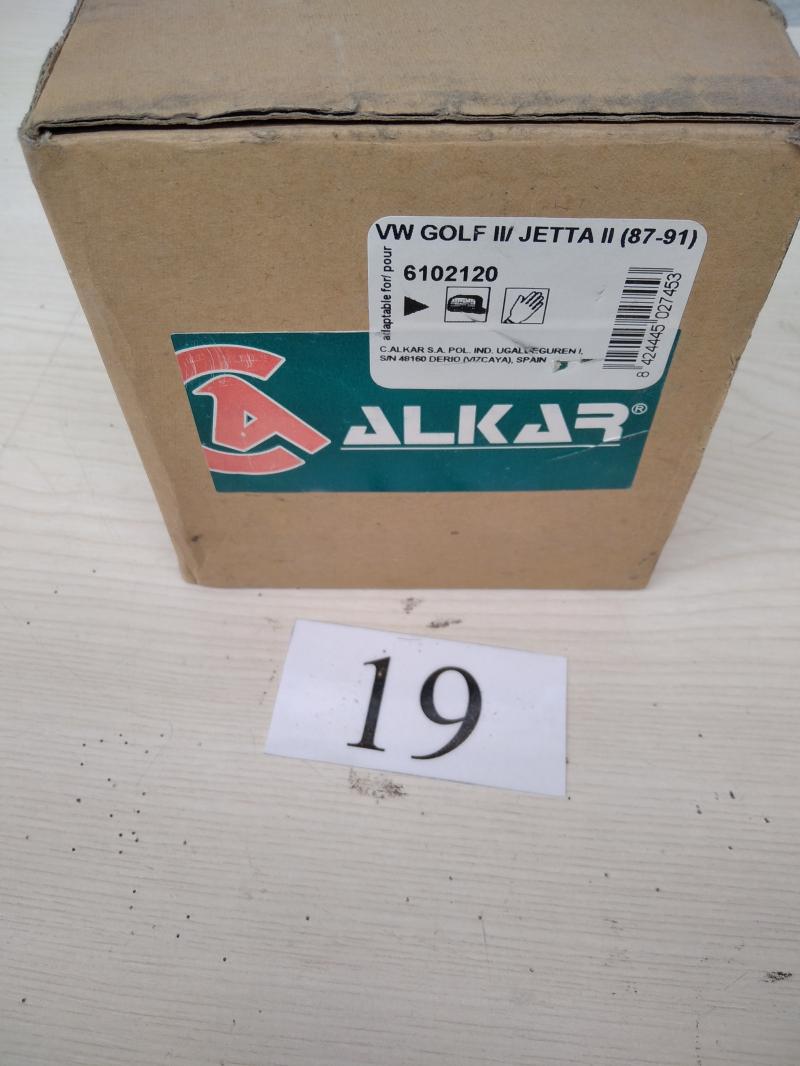 VW GOLF II/ JETTA II (87-91)
adaptable for/ pour
6102120
C.ALKAR S.A. POL. IND. UGALDEGUREN I,
S/N 48160 DERIO (VIZCAYA), SPAIN
8 424445 027453
CA
ALKAR®
19